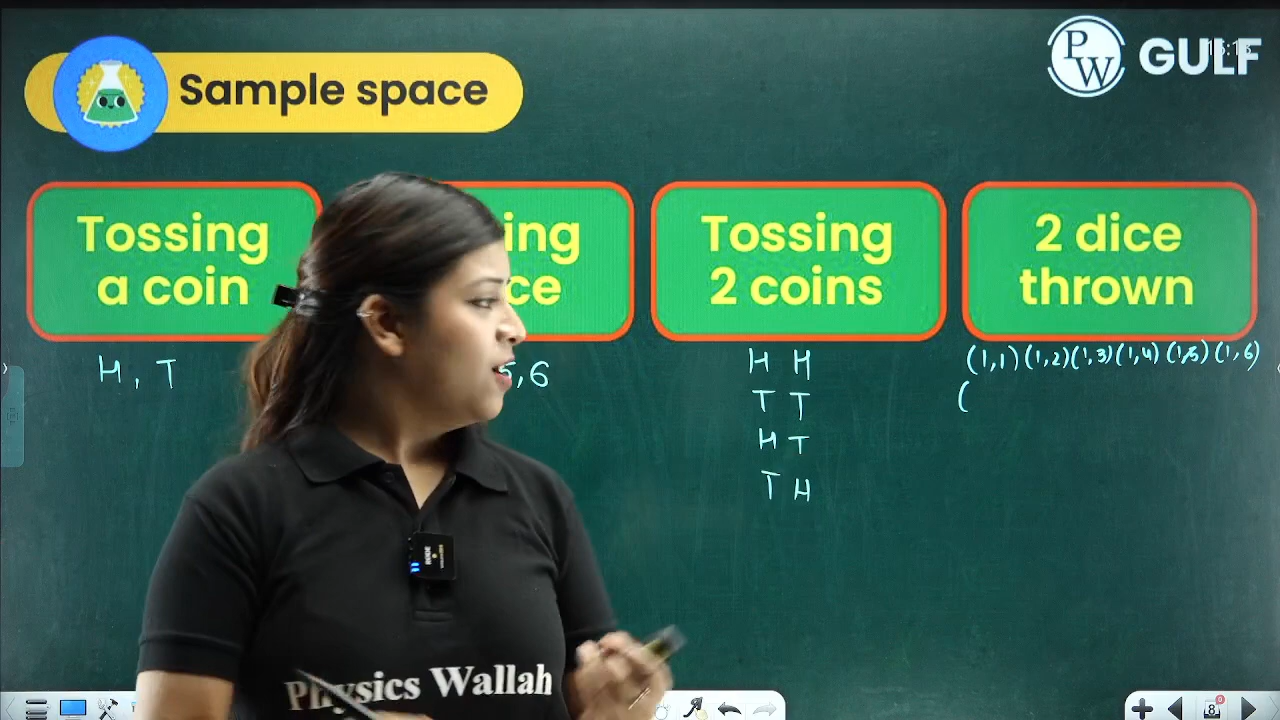 Sample space
PW GULF
Tossing
a coin
ing
ce
Tossing
2 coins
2 dice
thrown
H, T
5,6
H H
T T
H T
T H
(1,1) (1,2) (1,3) (1,4) (1,5) (1,6)
(
Physics Wallah
8